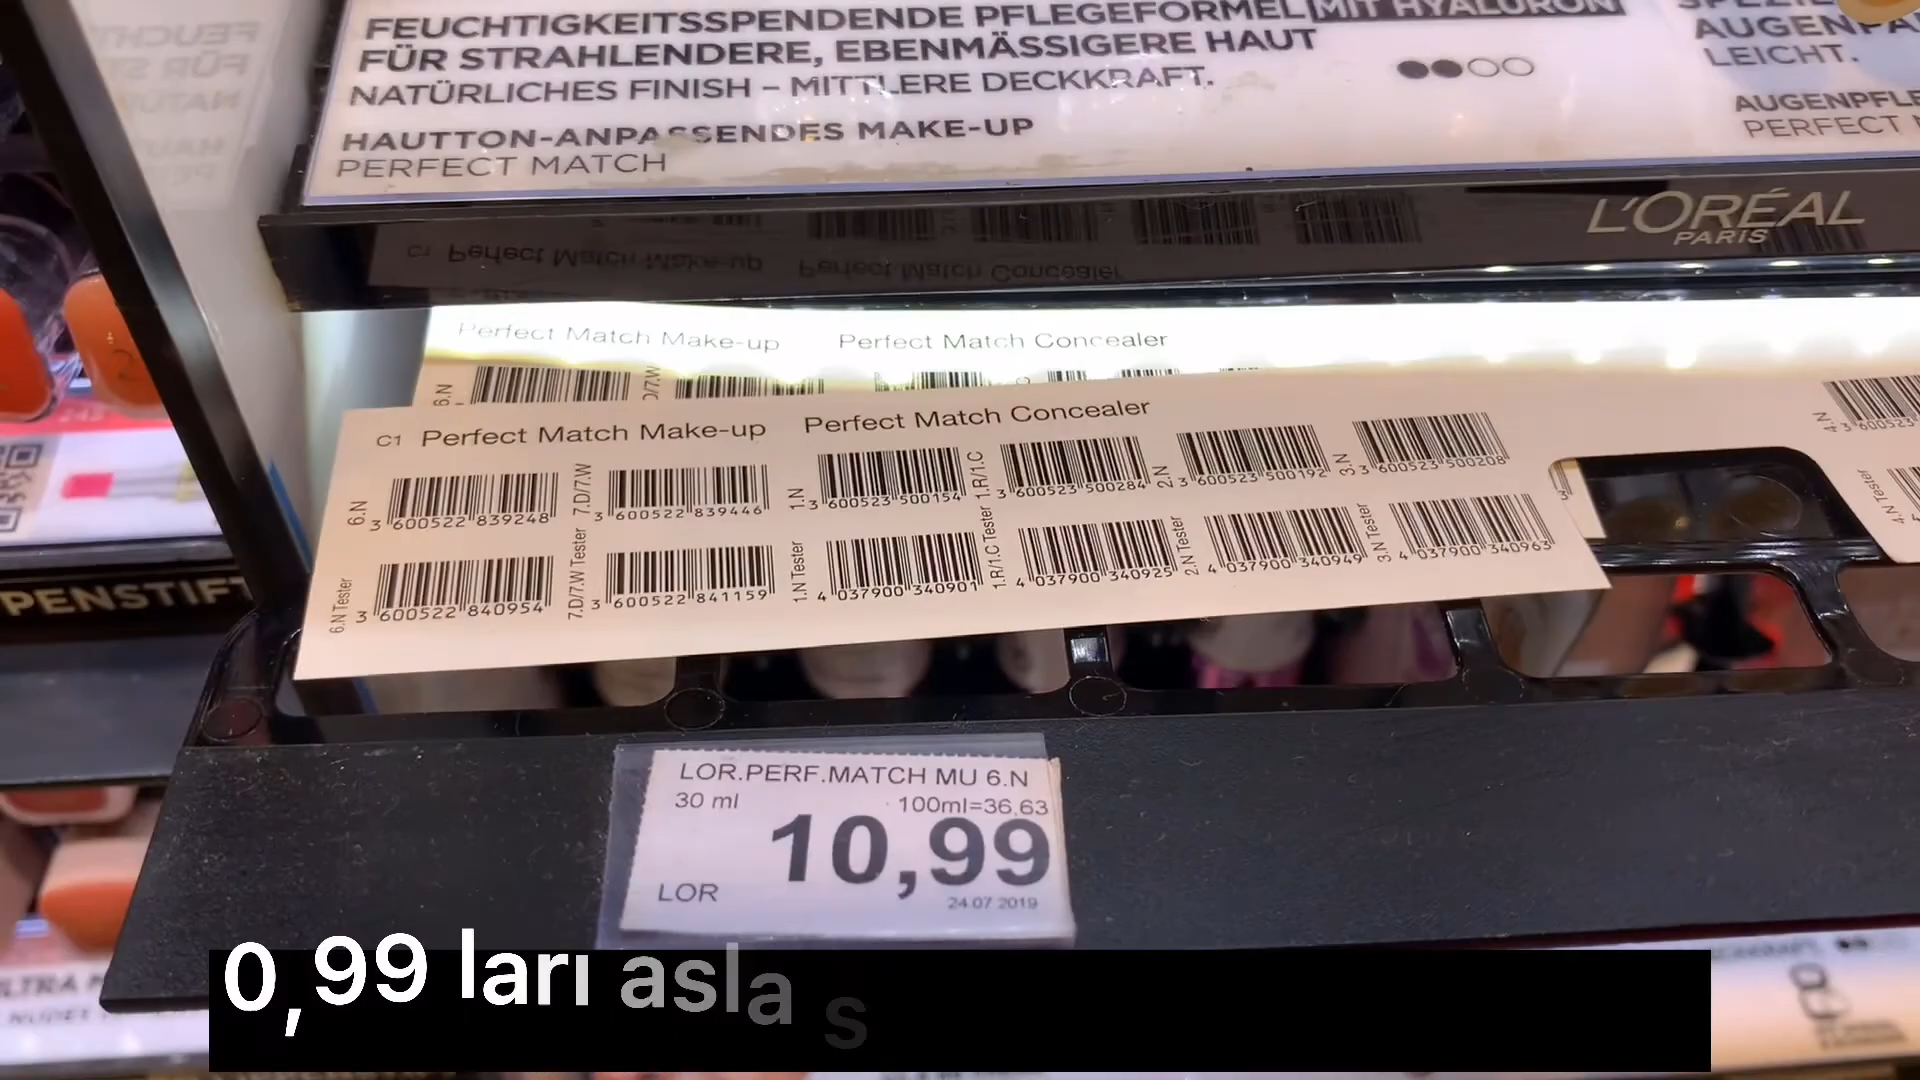 FEUCHTIGKEITSSPENDENDE PFLEGEFORMEL MIT HYALURON
FÜR STRAHLENDERE, EBENMÄSSIGERE HAUT
NATÜRLICHES FINISH – MITTLERE DECKKRAFT.
HAUTTON-ANPASSENDES MAKE-UP
PERFECT MATCH
LEICHT.
PERFECT
L'ORÉAL
PARIS
Perfect Match Make-up Perfect Match Concealer
6.N
C1 Perfect Match Make-up Perfect Match Concealer
6.N 3 600522 839248
7.D/7.W 3 600522 839446
1.N 3 600523 500154
1.R/1.C 3 600523 500284
2.N 3 600523 500192
3.N 3 600523 500208
4.N
6.N Tester 3 600522 840954
7.D/7.W Tester 3 600522 841159
1.N Tester 4 037900 340901
1.R/1.C Tester 4 037900 340925
2.N Tester 4 037900 340949
3.N Tester 4 037900 340963
4.N Tester
PENSTIFT
LOR.PERF.MATCH MU 6.N
30 ml 100ml=36,63
10,99
LOR 24 07 2019
0,99 ları asla s